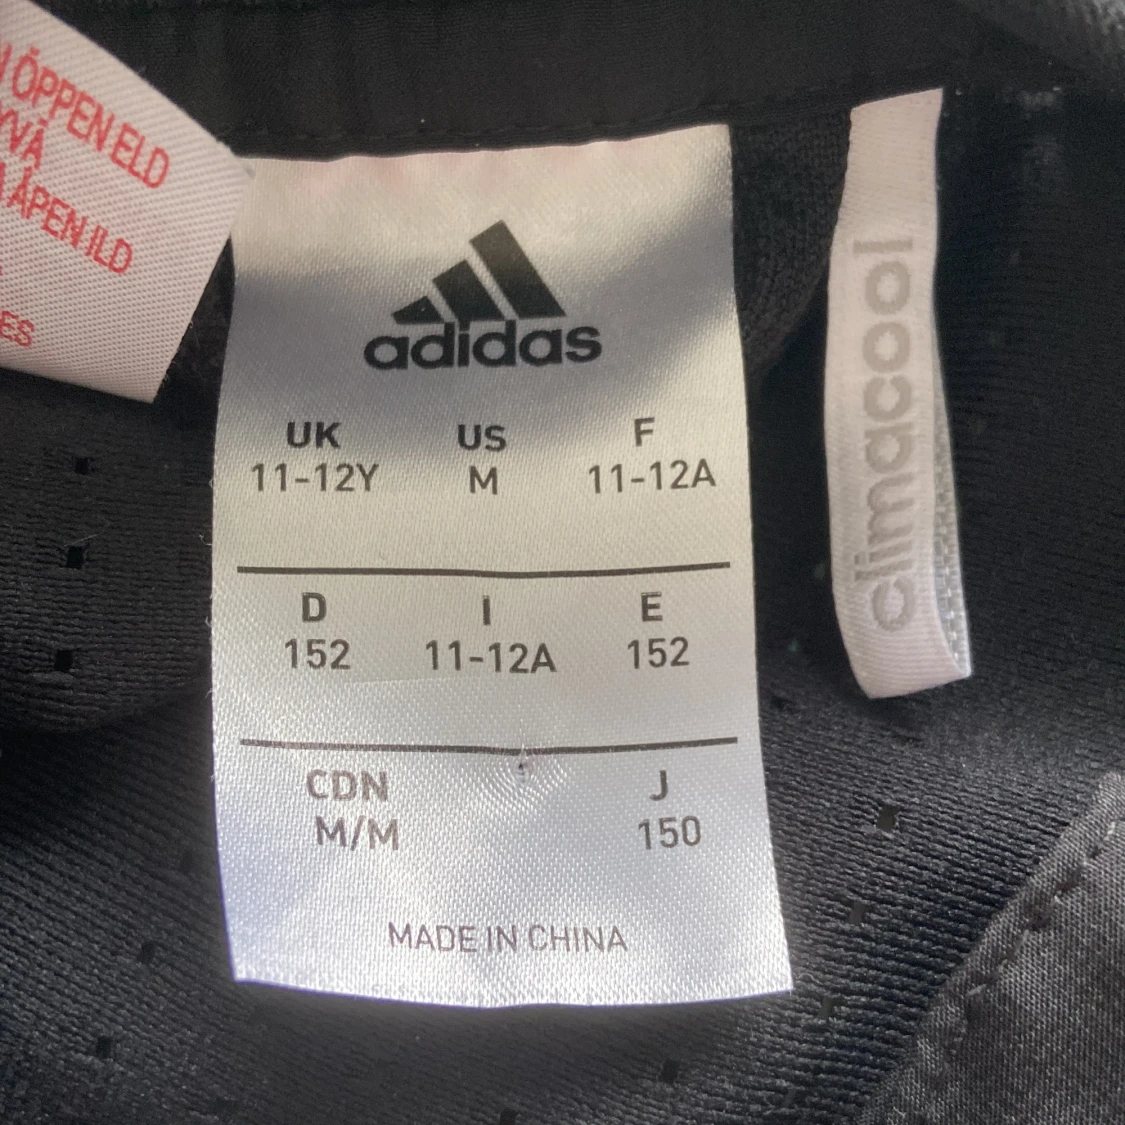 ÖPPEN ELD
ÅPEN ILD
adidas
UK US F
11-12Y M 11-12A
D I E
152 11-12A 152
CDN J
M/M 150
MADE IN CHINA
climacool